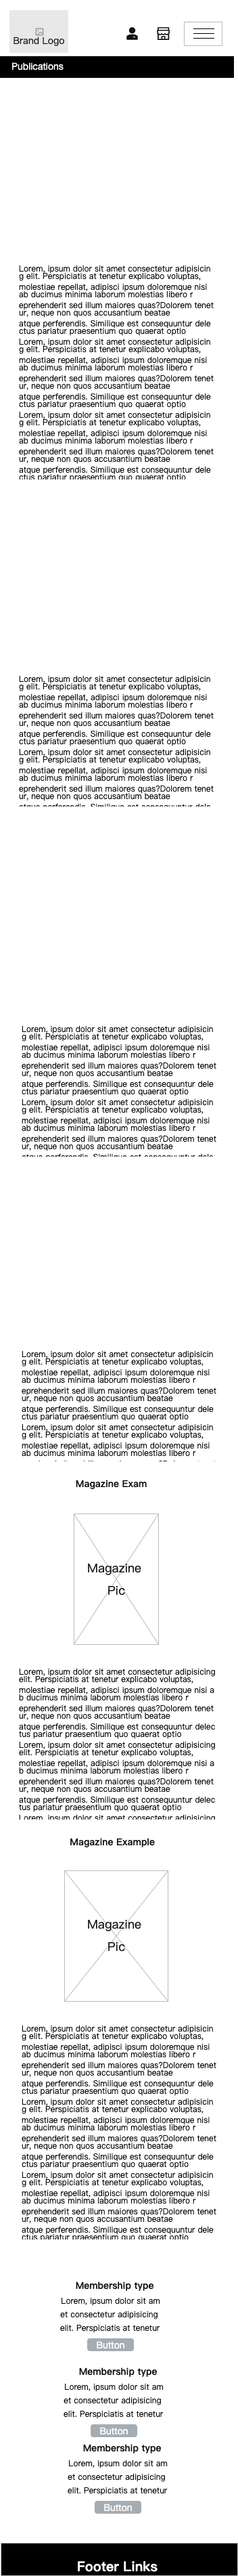 Brand Logo
Publications
Lorem, ipsum dolor sit amet consectetur adipisicin
g elit. Perspiciatis at tenetur explicabo voluptas,
molestiae repellat, adipisci ipsum doloremque nisi
ab ducimus minima laborum molestias libero r
eprehenderit sed illum maiores quas?Dolorem tenet
ur, neque non quos accusantium beatae
atque perferendis. Similique est consequuntur dele
ctus pariatur praesentium quo quaerat optio
Lorem, ipsum dolor sit amet consectetur adipisicin
g elit. Perspiciatis at tenetur explicabo voluptas,
molestiae repellat, adipisci ipsum doloremque nisi
ab ducimus minima laborum molestias libero r
eprehenderit sed illum maiores quas?Dolorem tenet
ur, neque non quos accusantium beatae
atque perferendis. Similique est consequuntur dele
ctus pariatur praesentium quo quaerat optio
Lorem, ipsum dolor sit amet consectetur adipisicin
g elit. Perspiciatis at tenetur explicabo voluptas,
molestiae repellat, adipisci ipsum doloremque nisi
ab ducimus minima laborum molestias libero r
eprehenderit sed illum maiores quas?Dolorem tenet
ur, neque non quos accusantium beatae
atque perferendis. Similique est consequuntur dele
ctus pariatur praesentium quo quaerat optio
Lorem, ipsum dolor sit amet consectetur adipisicin
g elit. Perspiciatis at tenetur explicabo voluptas,
molestiae repellat, adipisci ipsum doloremque nisi
ab ducimus minima laborum molestias libero r
eprehenderit sed illum maiores quas?Dolorem tenet
ur, neque non quos accusantium beatae
atque perferendis. Similique est consequuntur dele
ctus pariatur praesentium quo quaerat optio
Lorem, ipsum dolor sit amet consectetur adipisicin
g elit. Perspiciatis at tenetur explicabo voluptas,
molestiae repellat, adipisci ipsum doloremque nisi
ab ducimus minima laborum molestias libero r
eprehenderit sed illum maiores quas?Dolorem tenet
ur, neque non quos accusantium beatae
atque perferendis. Similique est consequuntur dele
Lorem, ipsum dolor sit amet consectetur adipisicin
g elit. Perspiciatis at tenetur explicabo voluptas,
molestiae repellat, adipisci ipsum doloremque nisi
ab ducimus minima laborum molestias libero r
eprehenderit sed illum maiores quas?Dolorem tenet
ur, neque non quos accusantium beatae
atque perferendis. Similique est consequuntur dele
ctus pariatur praesentium quo quaerat optio
Lorem, ipsum dolor sit amet consectetur adipisicin
g elit. Perspiciatis at tenetur explicabo voluptas,
molestiae repellat, adipisci ipsum doloremque nisi
ab ducimus minima laborum molestias libero r
eprehenderit sed illum maiores quas?Dolorem tenet
ur, neque non quos accusantium beatae
atque perferendis. Similique est consequuntur dele
Lorem, ipsum dolor sit amet consectetur adipisicin
g elit. Perspiciatis at tenetur explicabo voluptas,
molestiae repellat, adipisci ipsum doloremque nisi
ab ducimus minima laborum molestias libero r
eprehenderit sed illum maiores quas?Dolorem tenet
ur, neque non quos accusantium beatae
atque perferendis. Similique est consequuntur dele
ctus pariatur praesentium quo quaerat optio
Lorem, ipsum dolor sit amet consectetur adipisicin
g elit. Perspiciatis at tenetur explicabo voluptas,
molestiae repellat, adipisci ipsum doloremque nisi
ab ducimus minima laborum molestias libero r
Magazine Exam
Magazine
Pic
Lorem, ipsum dolor sit amet consectetur adipisicing
elit. Perspiciatis at tenetur explicabo voluptas,
molestiae repellat, adipisci ipsum doloremque nisi a
b ducimus minima laborum molestias libero r
eprehenderit sed illum maiores quas?Dolorem tenet
ur, neque non quos accusantium beatae
atque perferendis. Similique est consequuntur delec
tus pariatur praesentium quo quaerat optio
Lorem, ipsum dolor sit amet consectetur adipisicing
elit. Perspiciatis at tenetur explicabo voluptas,
molestiae repellat, adipisci ipsum doloremque nisi a
b ducimus minima laborum molestias libero r
eprehenderit sed illum maiores quas?Dolorem tenet
ur, neque non quos accusantium beatae
atque perferendis. Similique est consequuntur delec
tus pariatur praesentium quo quaerat optio
Lorem, ipsum dolor sit amet consectetur adipisicing
Magazine Example
Magazine
Pic
Lorem, ipsum dolor sit amet consectetur adipisicin
g elit. Perspiciatis at tenetur explicabo voluptas,
molestiae repellat, adipisci ipsum doloremque nisi
ab ducimus minima laborum molestias libero r
eprehenderit sed illum maiores quas?Dolorem tenet
ur, neque non quos accusantium beatae
atque perferendis. Similique est consequuntur dele
ctus pariatur praesentium quo quaerat optio
Lorem, ipsum dolor sit amet consectetur adipisicin
g elit. Perspiciatis at tenetur explicabo voluptas,
molestiae repellat, adipisci ipsum doloremque nisi
ab ducimus minima laborum molestias libero r
eprehenderit sed illum maiores quas?Dolorem tenet
ur, neque non quos accusantium beatae
atque perferendis. Similique est consequuntur dele
ctus pariatur praesentium quo quaerat optio
Lorem, ipsum dolor sit amet consectetur adipisicin
g elit. Perspiciatis at tenetur explicabo voluptas,
molestiae repellat, adipisci ipsum doloremque nisi
ab ducimus minima laborum molestias libero r
eprehenderit sed illum maiores quas?Dolorem tenet
ur, neque non quos accusantium beatae
atque perferendis. Similique est consequuntur dele
ctus pariatur praesentium quo quaerat optio
Membership type
Lorem, ipsum dolor sit am
et consectetur adipisicing
elit. Perspiciatis at tenetur
Button
Membership type
Lorem, ipsum dolor sit am
et consectetur adipisicing
elit. Perspiciatis at tenetur
Button
Membership type
Lorem, ipsum dolor sit am
et consectetur adipisicing
elit. Perspiciatis at tenetur
Button
Footer Links